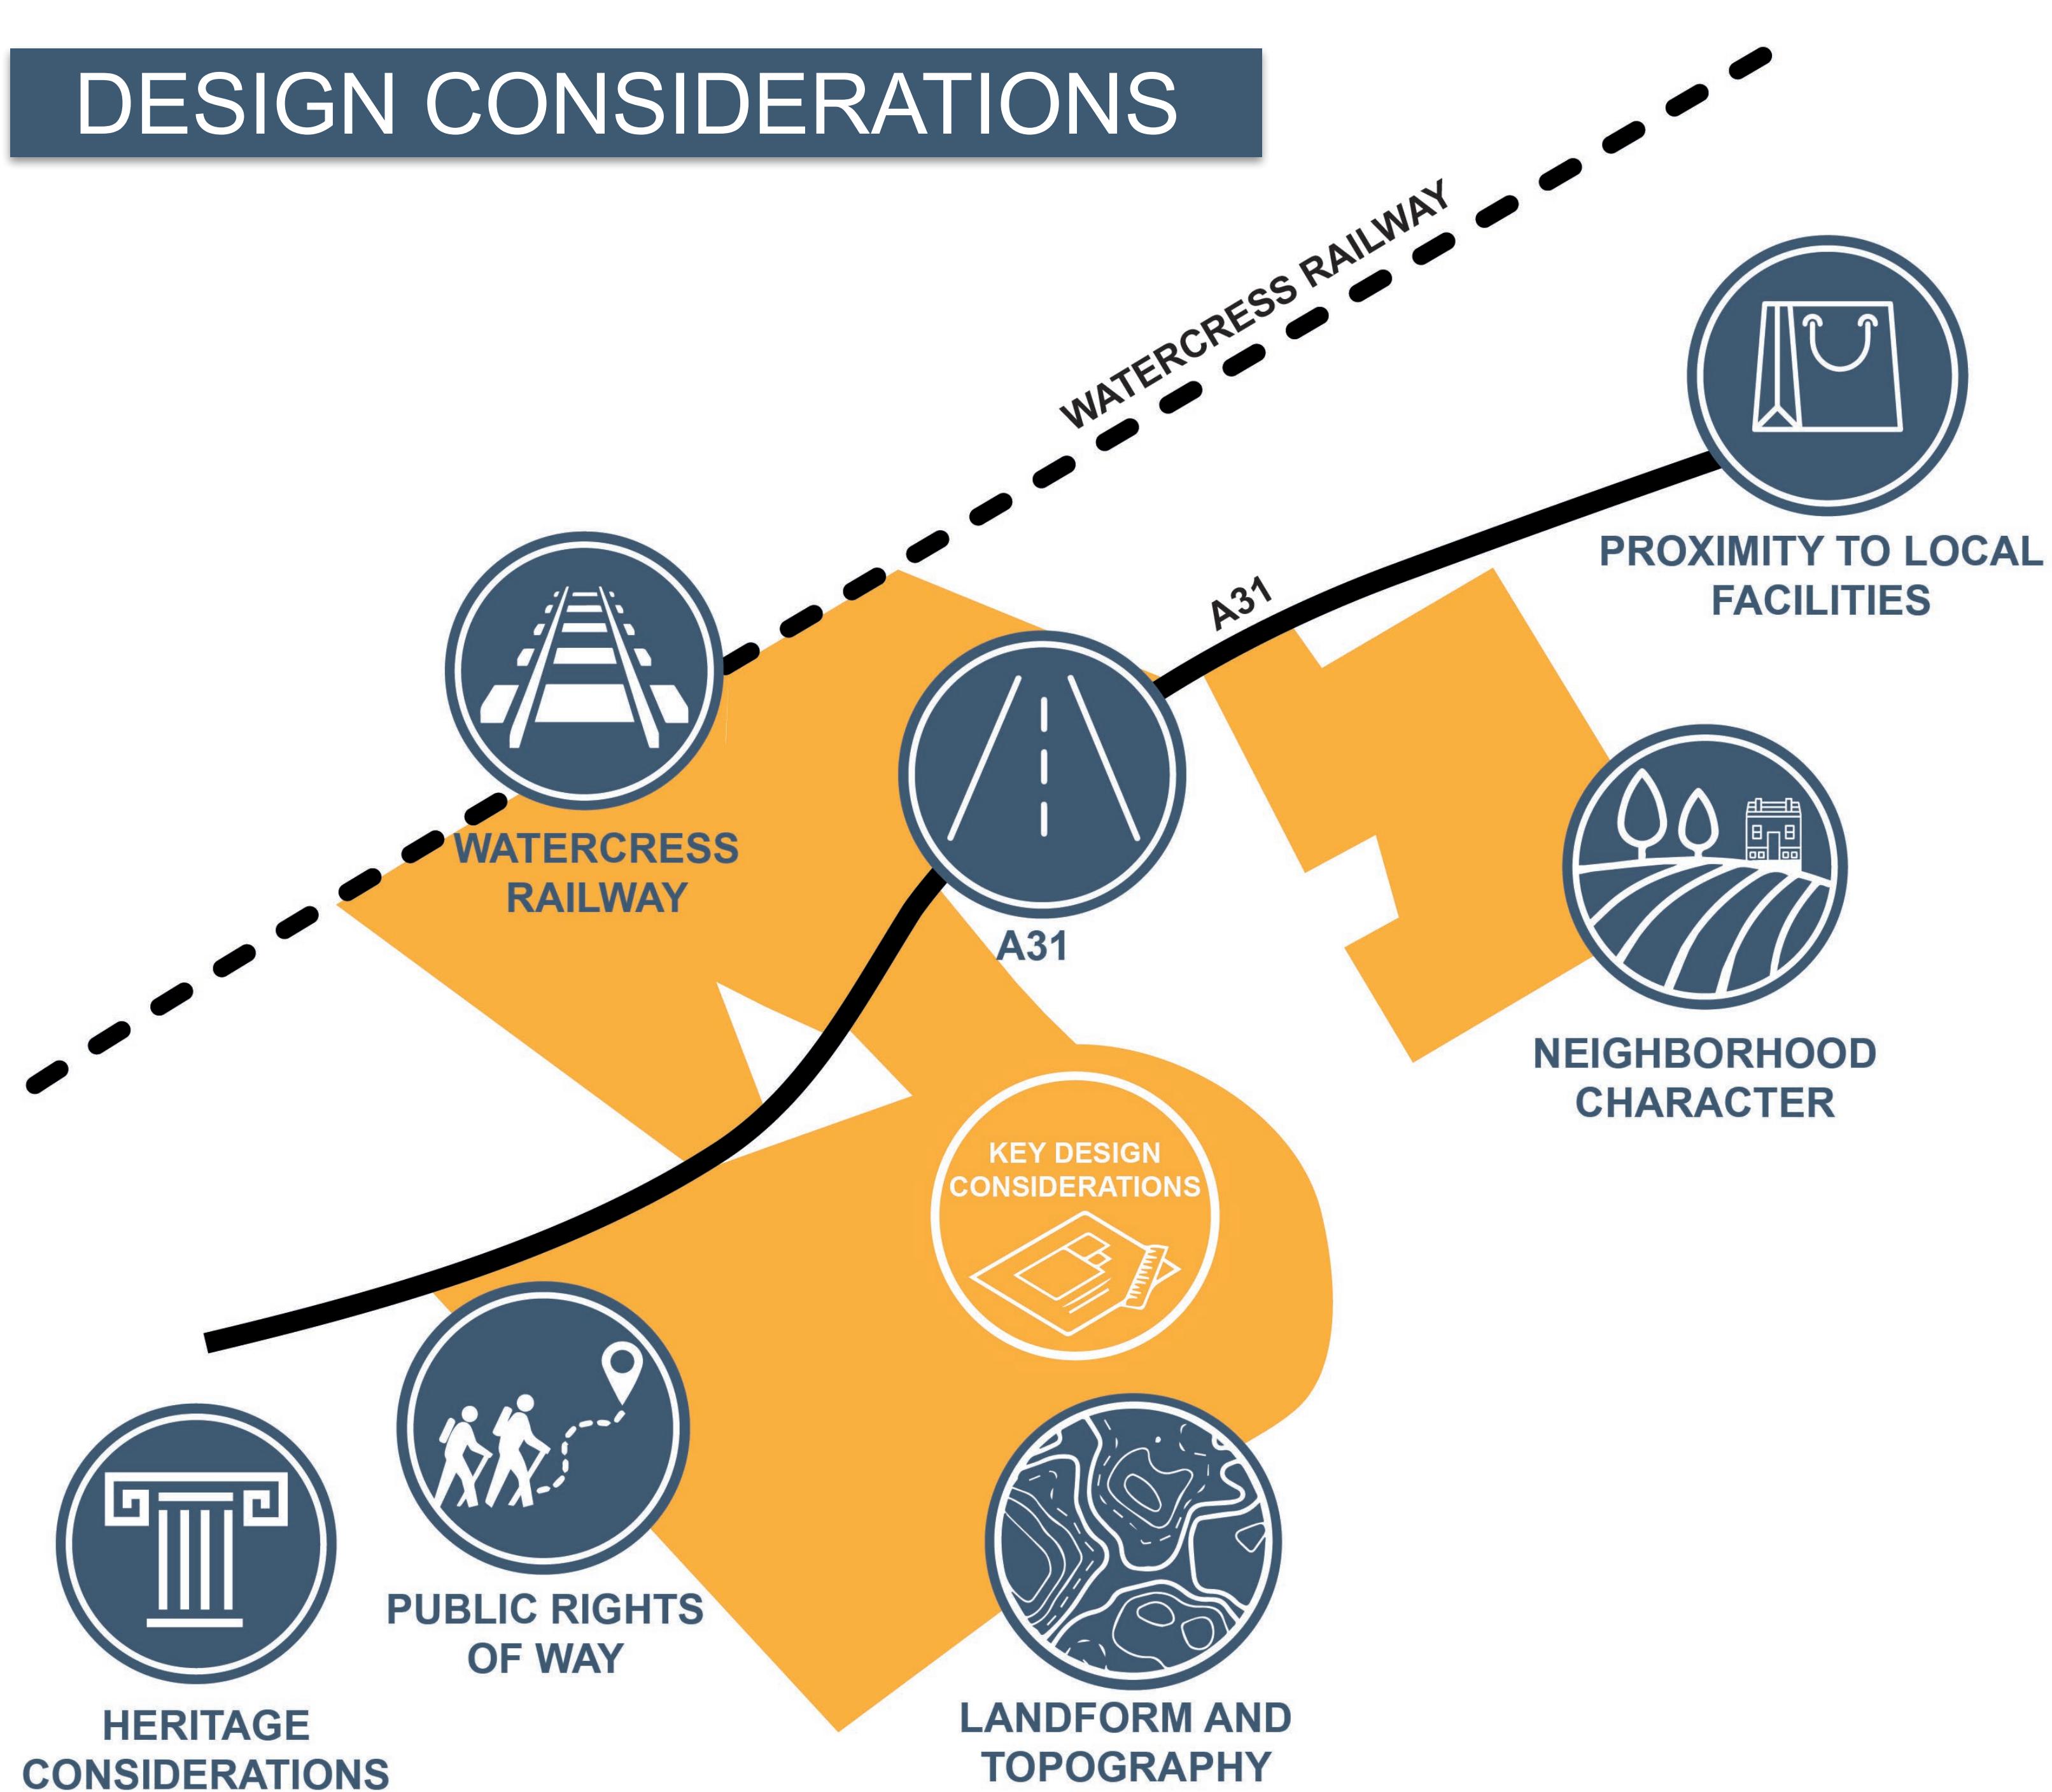 DESIGN CONSIDERATIONS
WATERCRESS RAILWAY
PROXIMITY TO LOCAL
FACILITIES
A31
WATERCRESS
RAILWAY
A31
NEIGHBORHOOD
CHARACTER
KEY DESIGN
CONSIDERATIONS
PUBLIC RIGHTS
OF WAY
HERITAGE
CONSIDERATIONS
LANDFORM AND
TOPOGRAPHY